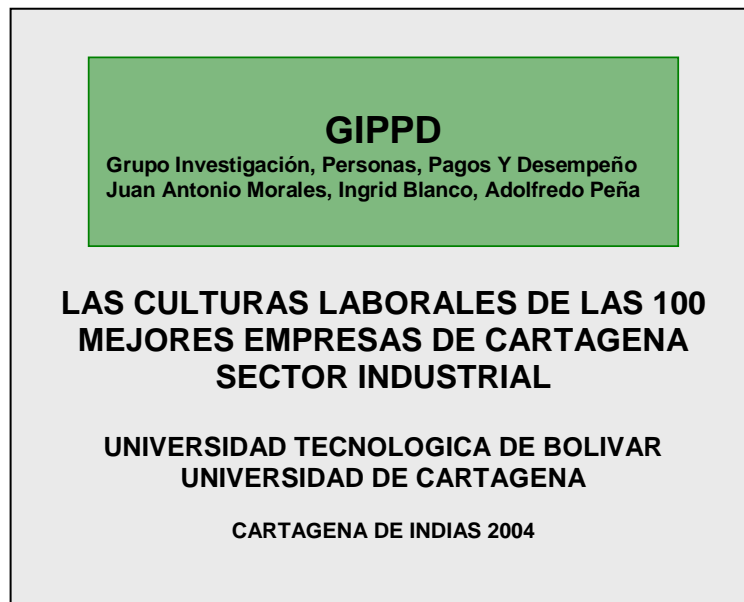 GIPPD
Grupo Investigación, Personas, Pagos Y Desempeño
Juan Antonio Morales, Ingrid Blanco, Adolfredo Peña
LAS CULTURAS LABORALES DE LAS 100
MEJORES EMPRESAS DE CARTAGENA
SECTOR INDUSTRIAL
UNIVERSIDAD TECNOLOGICA DE BOLIVAR
UNIVERSIDAD DE CARTAGENA
CARTAGENA DE INDIAS 2004